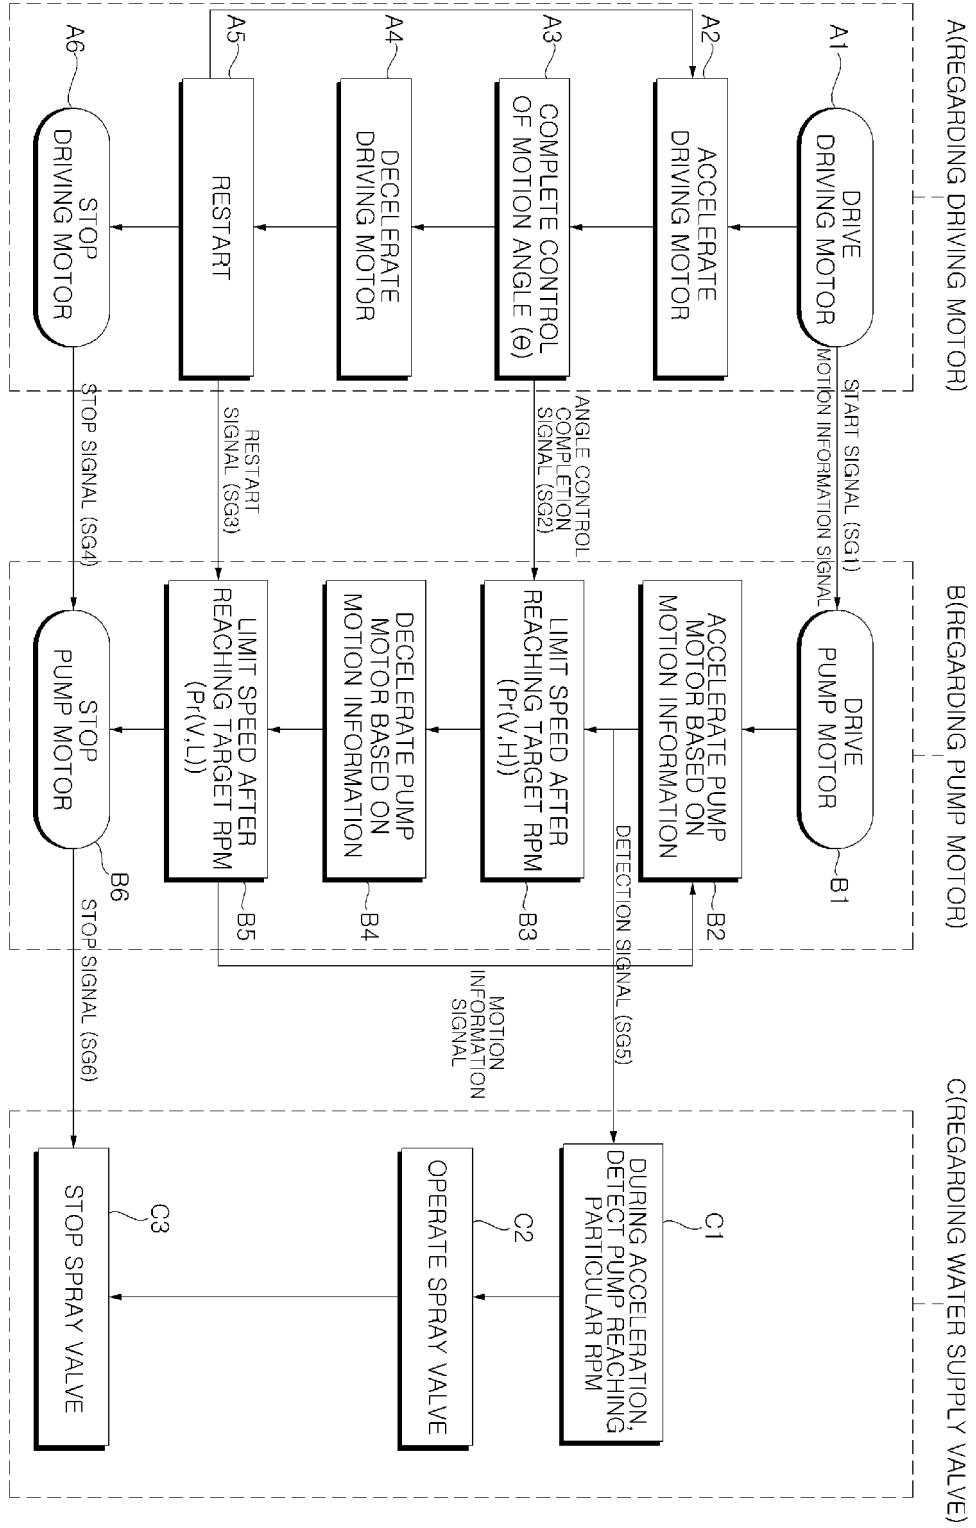 A(REGARDING DRIVING MOTOR)
A1
DRIVE
DRIVING MOTOR
A2
ACCELERATE
DRIVING MOTOR
A3
COMPLETE CONTROL
OF MOTION ANGLE (θ)
A4
DECELERATE
DRIVING MOTOR
A5
RESTART
A6
STOP
DRIVING MOTOR
START SIGNAL (SG1)
MOTION INFORMATION SIGNAL
ANGLE CONTROL
COMPLETION
SIGNAL (SG2)
RESTART
SIGNAL (SG3)
STOP SIGNAL (SG4)
B(REGARDING PUMP MOTOR)
DRIVE
PUMP MOTOR
B1
ACCELERATE PUMP
MOTOR BASED ON
MOTION INFORMATION
B2
LIMIT SPEED AFTER
REACHING TARGET RPM
(Pr(V,H))
B3
DECELERATE PUMP
MOTOR BASED ON
MOTION INFORMATION
B4
LIMIT SPEED AFTER
REACHING TARGET RPM
(Pr(V,L))
B5
STOP
PUMP MOTOR
B6
DETECTION SIGNAL (SG5)
MOTION
INFORMATION
SIGNAL
STOP SIGNAL (SG6)
C(REGARDING WATER SUPPLY VALVE)
C1
DURING ACCELERATION,
DETECT PUMP REACHING
PARTICULAR RPM
C2
OPERATE SPRAY VALVE
C3
STOP SPRAY VALVE